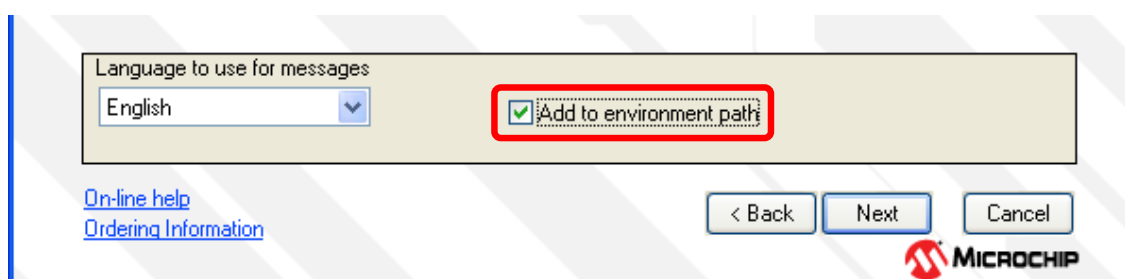 Language to use for messages
English
Add to environment path
On-line help
Ordering Information
< Back
Next
Cancel
MICROCHIP